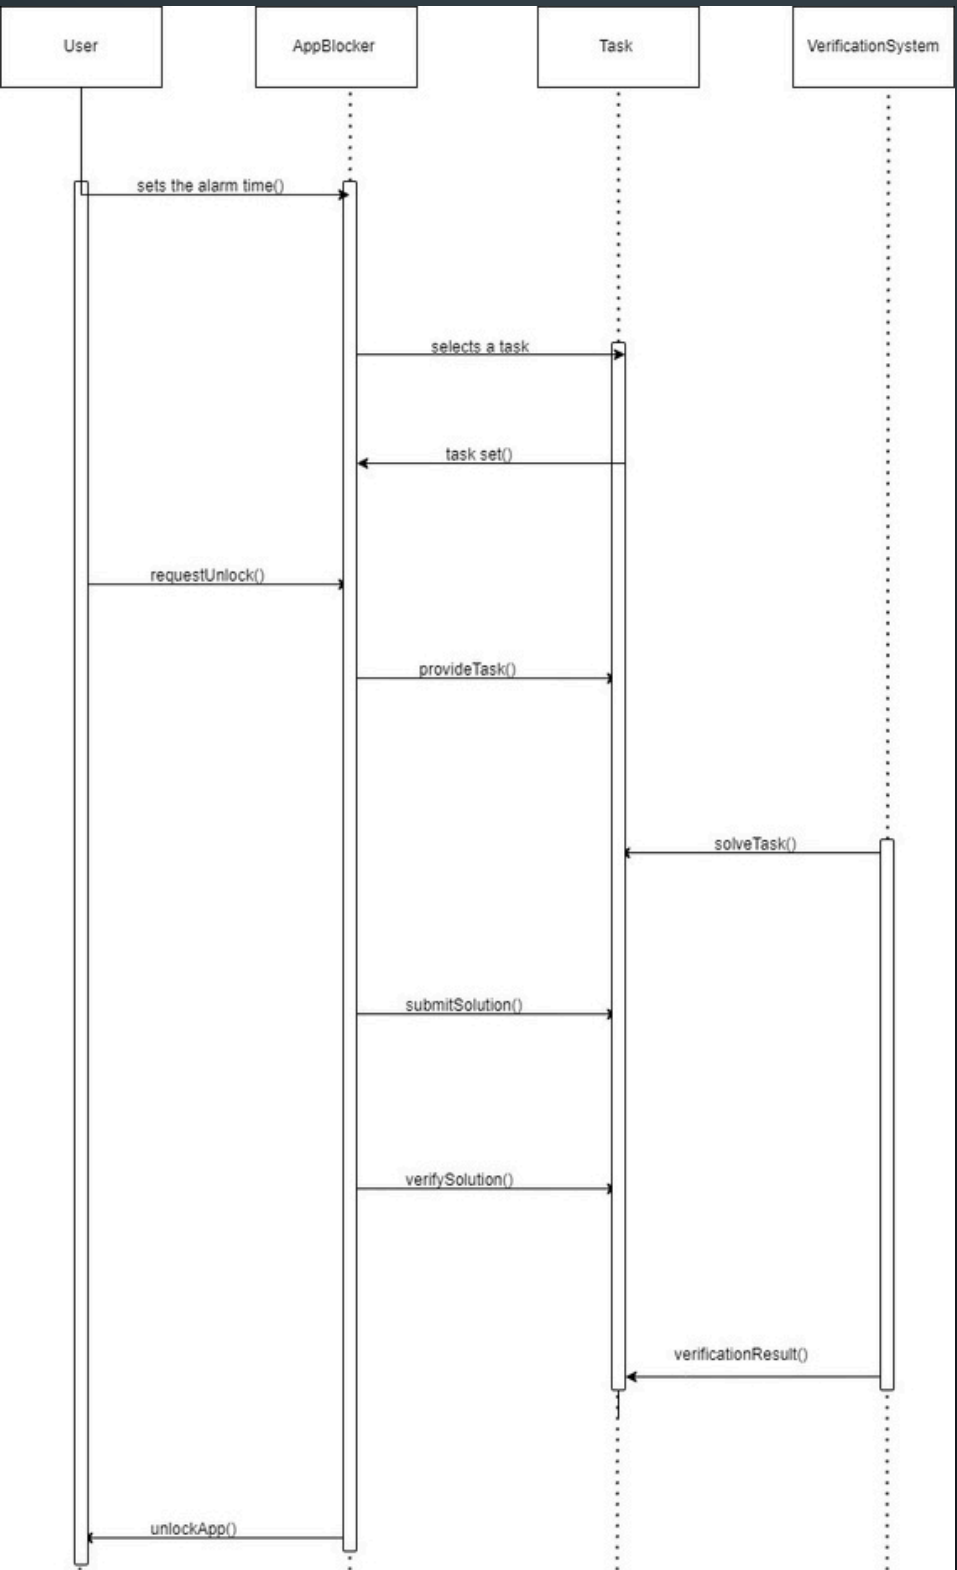 User
AppBlocker
Task
VerificationSystem
sets the alarm time()
selects a task
task set()
requestUnlock()
provideTask()
solveTask()
submitSolution()
verifySolution()
verificationResult()
unlockApp()